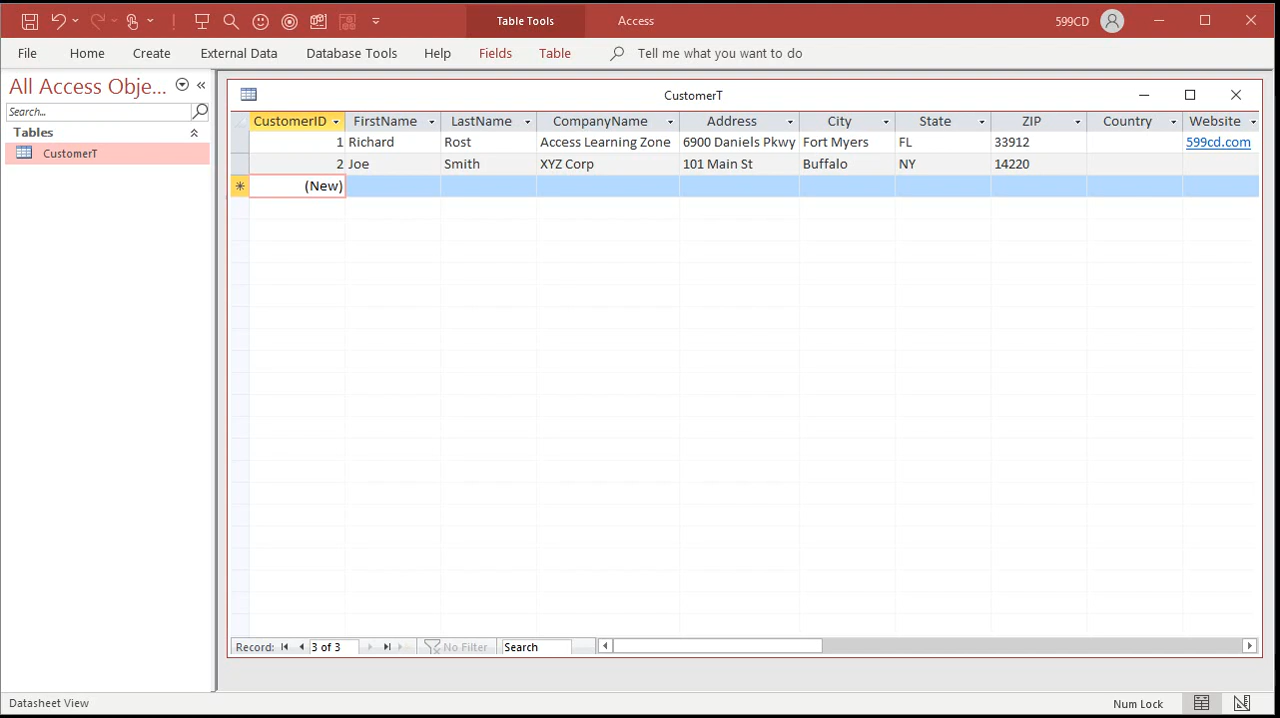 Table Tools Access 599CD
File Home Create External Data Database Tools Help Fields Table Tell me what you want to do
All Access Obje... «
Search...
Tables
CustomerT
CustomerT
CustomerID FirstName LastName CompanyName Address City State ZIP Country Website
1 Richard Rost Access Learning Zone 6900 Daniels Pkwy Fort Myers FL 33912 599cd.com
2 Joe Smith XYZ Corp 101 Main St Buffalo NY 14220
(New)
Record: 3 of 3 No Filter Search
Datasheet View Num Lock